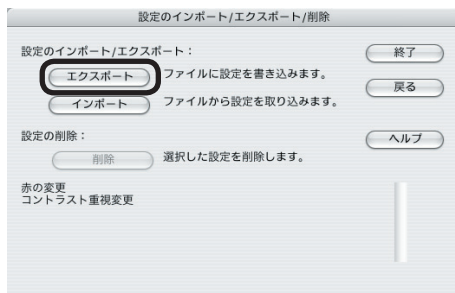 設定のインポート/エクスポート/削除
設定のインポート/エクスポート：
終了
エクスポート
ファイルに設定を書き込みます。
戻る
インポート
ファイルから設定を取り込みます。
設定の削除：
ヘルプ
削除
選択した設定を削除します。
赤の変更
コントラスト重視変更